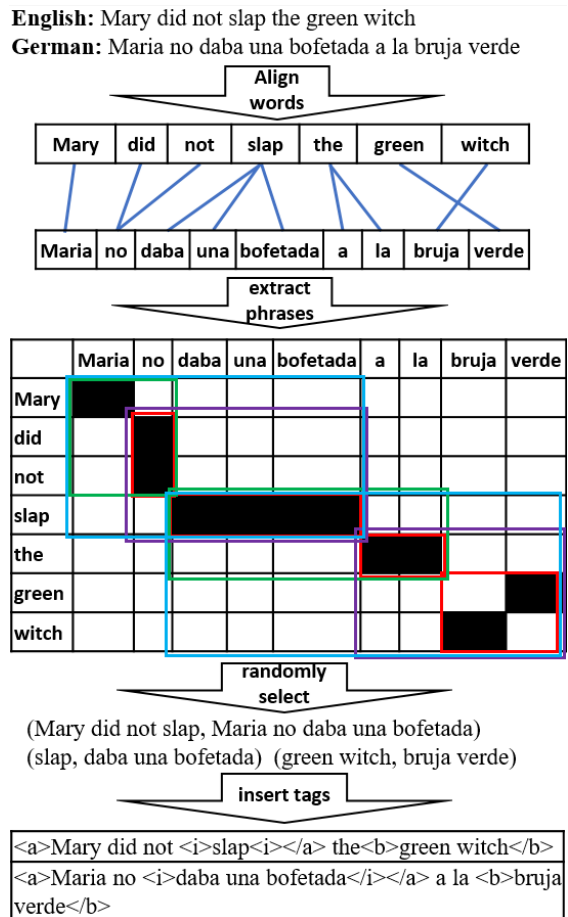 English: Mary did not slap the green witch
German: Maria no daba una bofetada a la bruja verde
Align
words
Mary did not slap the green witch
Maria no daba una bofetada a la bruja verde
extract
phrases
Maria no daba una bofetada a la bruja verde
Mary
did
not
slap
the
green
witch
randomly
select
(Mary did not slap, Maria no daba una bofetada)
(slap, daba una bofetada) (green witch, bruja verde)
insert tags
<a>Mary did not <i>slap<i></a> the<b>green witch</b>
<a>Maria no <i>daba una bofetada</i></a> a la <b>bruja
verde</b>